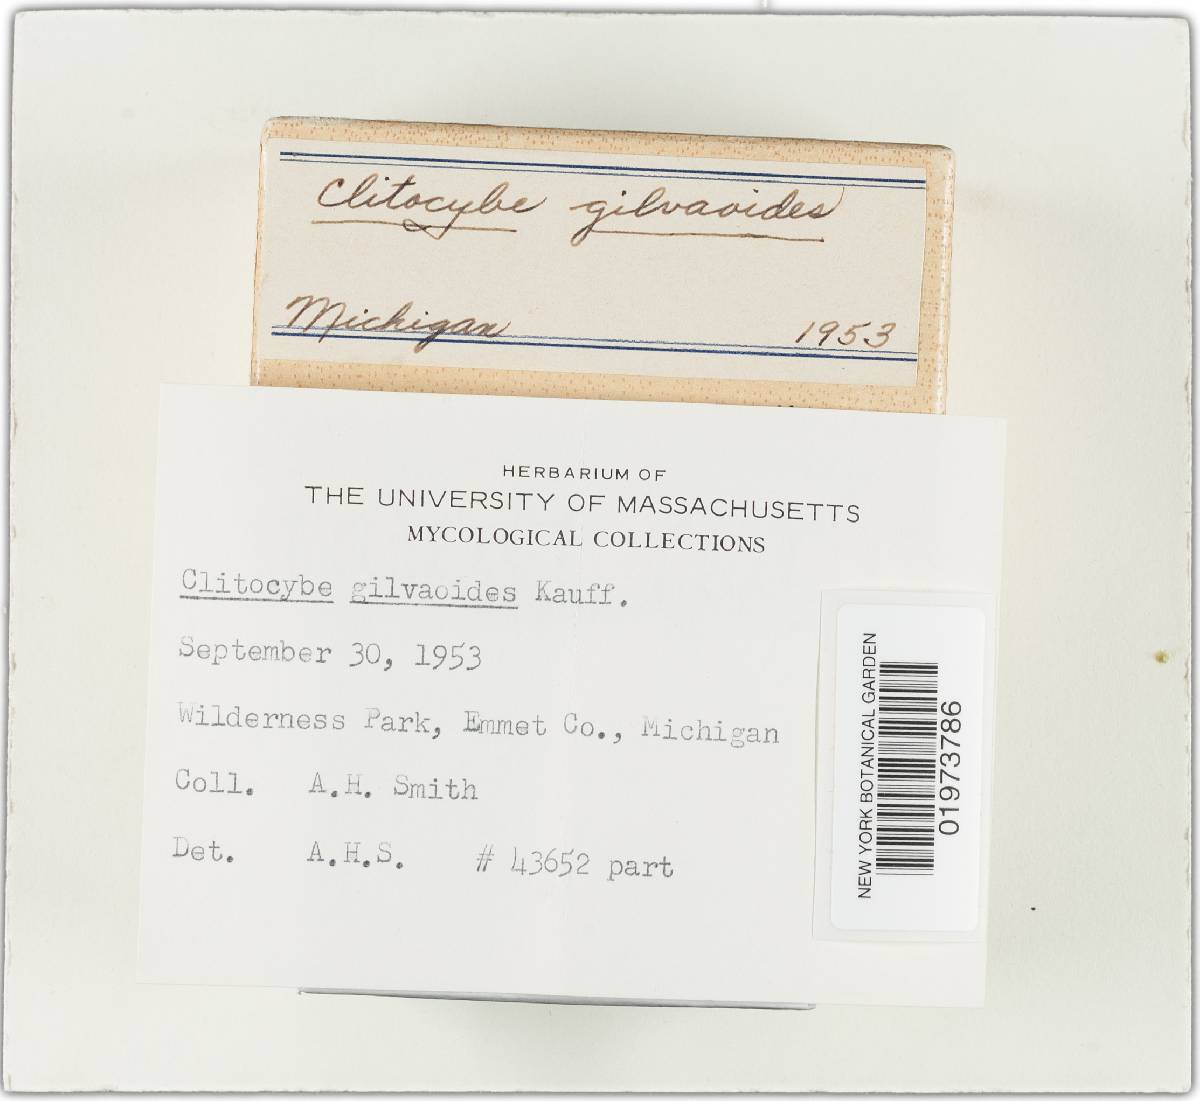 Clitocybe gilvaoides
Michigan 1953
HERBARIUM OF
THE UNIVERSITY OF MASSACHUSETTS
MYCOLOGICAL COLLECTIONS
Clitocybe gilvaoides Kauff.
September 30, 1953
Wilderness Park, Emmet Co., Michigan
Coll. A.H. Smith
Det. A.H.S. # 43652 part
NEW YORK BOTANICAL GARDEN
01973786